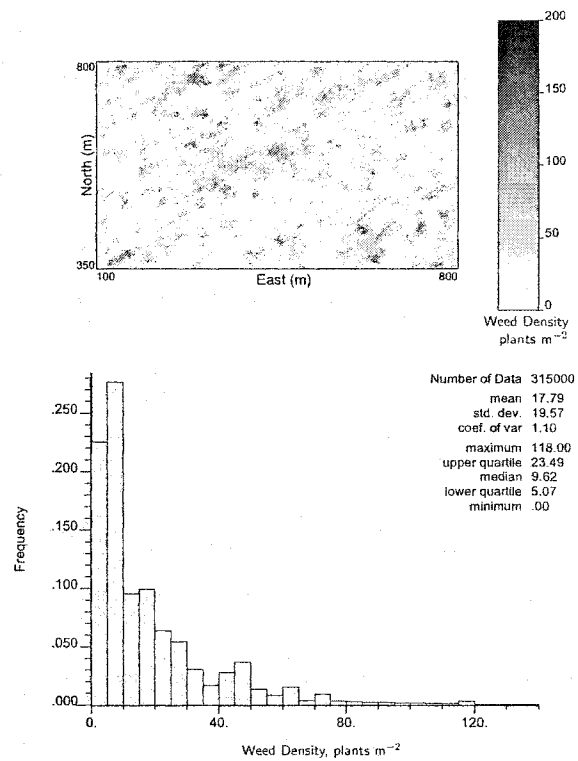 800
North (m)
350
100
East (m)
800
200
150
100
50
0
Weed Density
plants m⁻²
Number of Data 315000
mean 17.79
std. dev. 19.57
coef. of var 1.10
maximum 118.00
upper quartile 23.49
median 9.62
lower quartile 5.07
minimum .00
Frequency
.250
.200
.150
.100
.050
.000
0.
40.
80.
120.
Weed Density, plants m⁻²